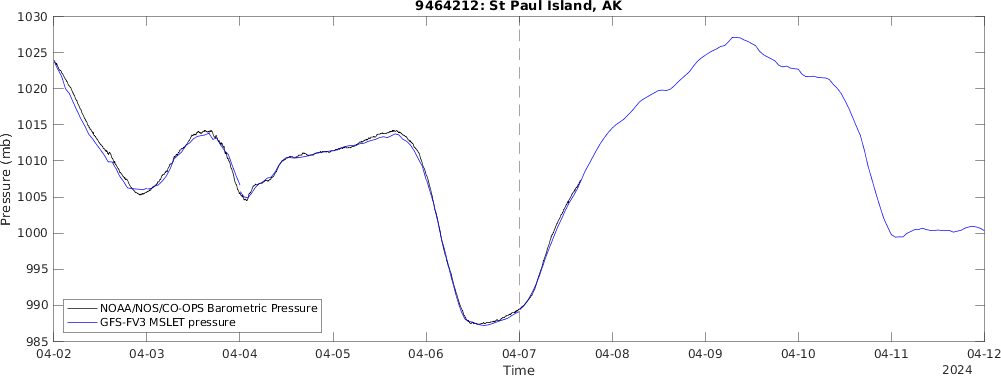 9464212: St Paul Island, AK
Pressure (mb)
1030
1025
1020
1015
1010
1005
1000
995
990
985
NOAA/NOS/CO-OPS Barometric Pressure
GFS-FV3 MSLET pressure
04-02 04-03 04-04 04-05 04-06 04-07 04-08 04-09 04-10 04-11 04-12
Time
2024